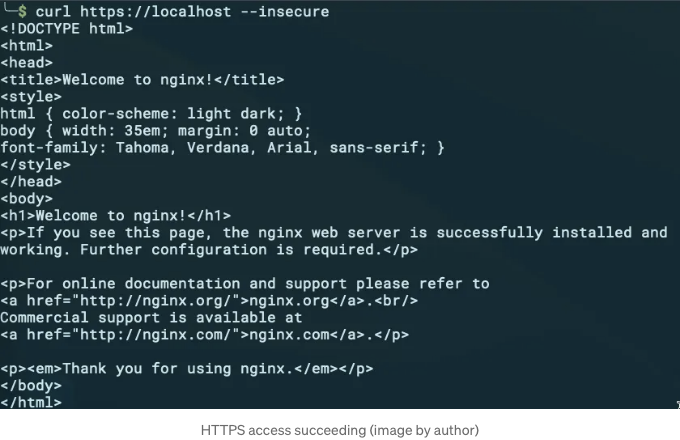 ╰─$ curl https://localhost --insecure
<!DOCTYPE html>
<html>
<head>
<title>Welcome to nginx!</title>
<style>
html { color-scheme: light dark; }
body { width: 35em; margin: 0 auto;
font-family: Tahoma, Verdana, Arial, sans-serif; }
</style>
</head>
<body>
<h1>Welcome to nginx!</h1>
<p>If you see this page, the nginx web server is successfully installed and
working. Further configuration is required.</p>

<p>For online documentation and support please refer to
<a href="http://nginx.org/">nginx.org</a>.<br/>
Commercial support is available at
<a href="http://nginx.com/">nginx.com</a>.</p>

<p><em>Thank you for using nginx.</em></p>
</body>
</html>
HTTPS access succeeding (image by author)